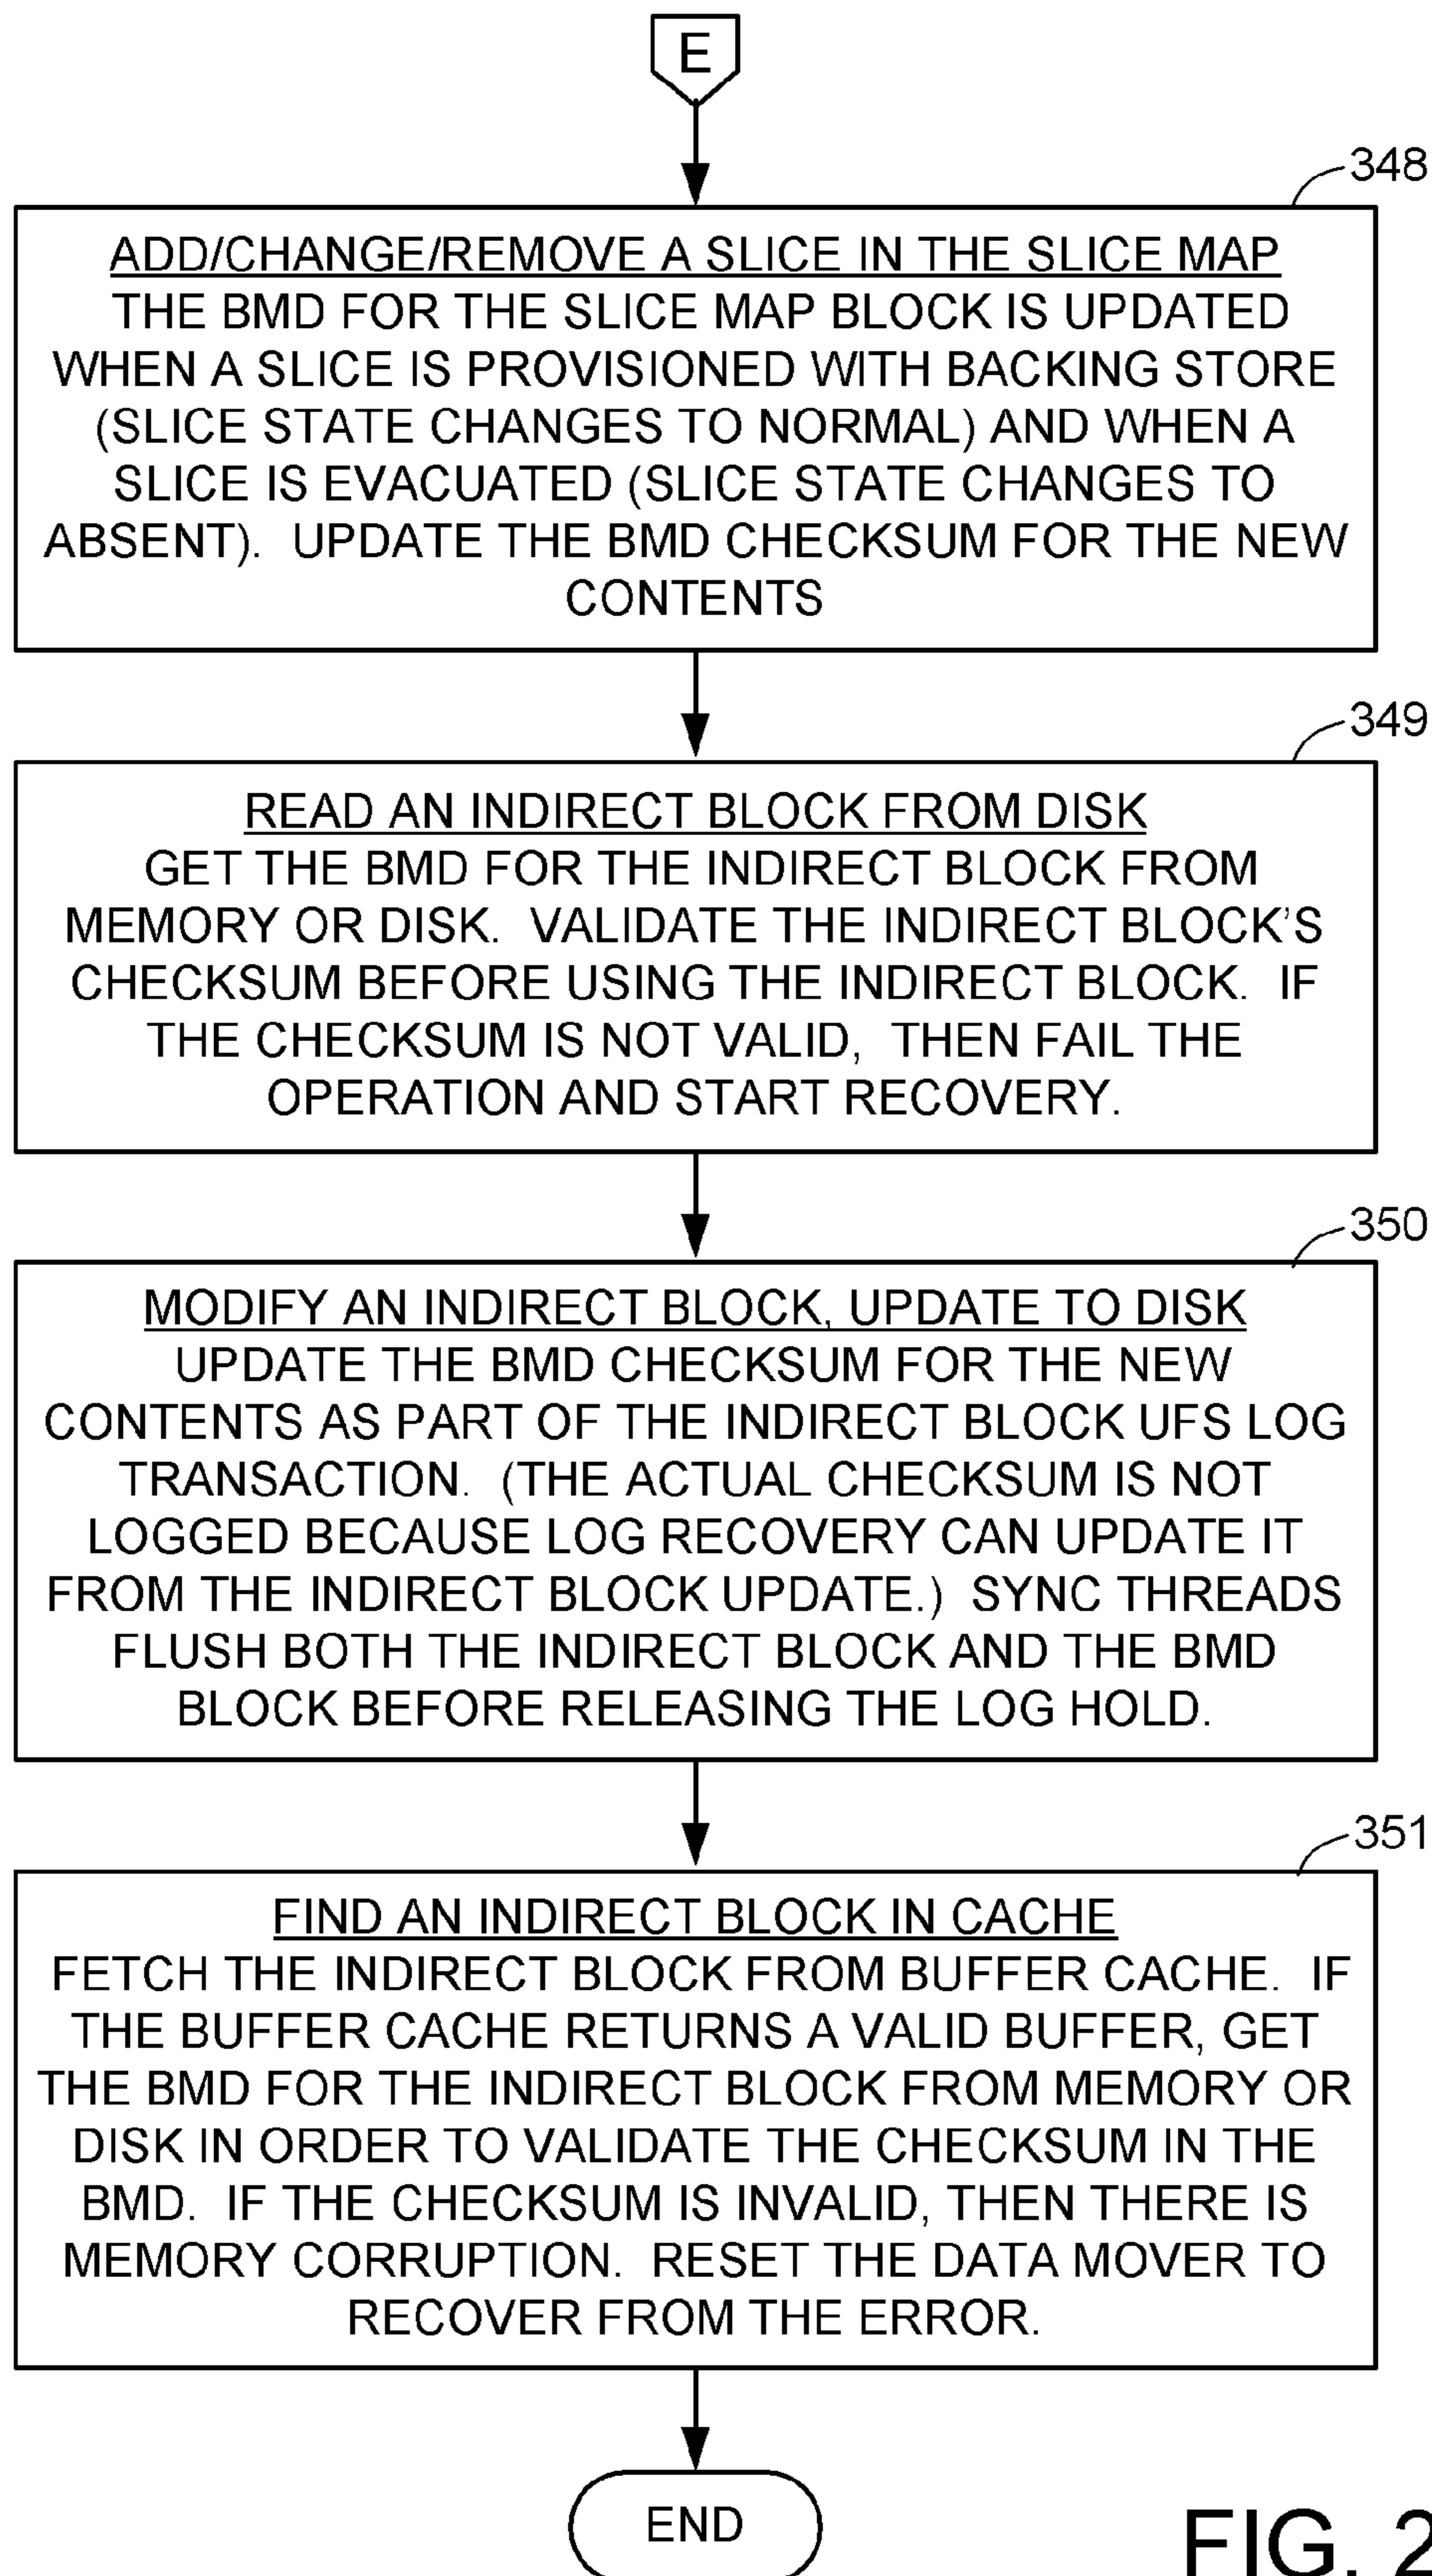 E
348
ADD/CHANGE/REMOVE A SLICE IN THE SLICE MAP
THE BMD FOR THE SLICE MAP BLOCK IS UPDATED
WHEN A SLICE IS PROVISIONED WITH BACKING STORE
(SLICE STATE CHANGES TO NORMAL) AND WHEN A
SLICE IS EVACUATED (SLICE STATE CHANGES TO
ABSENT). UPDATE THE BMD CHECKSUM FOR THE NEW
CONTENTS
349
READ AN INDIRECT BLOCK FROM DISK
GET THE BMD FOR THE INDIRECT BLOCK FROM
MEMORY OR DISK. VALIDATE THE INDIRECT BLOCK'S
CHECKSUM BEFORE USING THE INDIRECT BLOCK. IF
THE CHECKSUM IS NOT VALID, THEN FAIL THE
OPERATION AND START RECOVERY.
350
MODIFY AN INDIRECT BLOCK, UPDATE TO DISK
UPDATE THE BMD CHECKSUM FOR THE NEW
CONTENTS AS PART OF THE INDIRECT BLOCK UFS LOG
TRANSACTION. (THE ACTUAL CHECKSUM IS NOT
LOGGED BECAUSE LOG RECOVERY CAN UPDATE IT
FROM THE INDIRECT BLOCK UPDATE.) SYNC THREADS
FLUSH BOTH THE INDIRECT BLOCK AND THE BMD
BLOCK BEFORE RELEASING THE LOG HOLD.
351
FIND AN INDIRECT BLOCK IN CACHE
FETCH THE INDIRECT BLOCK FROM BUFFER CACHE. IF
THE BUFFER CACHE RETURNS A VALID BUFFER, GET
THE BMD FOR THE INDIRECT BLOCK FROM MEMORY OR
DISK IN ORDER TO VALIDATE THE CHECKSUM IN THE
BMD. IF THE CHECKSUM IS INVALID, THEN THERE IS
MEMORY CORRUPTION. RESET THE DATA MOVER TO
RECOVER FROM THE ERROR.
END
FIG. 2